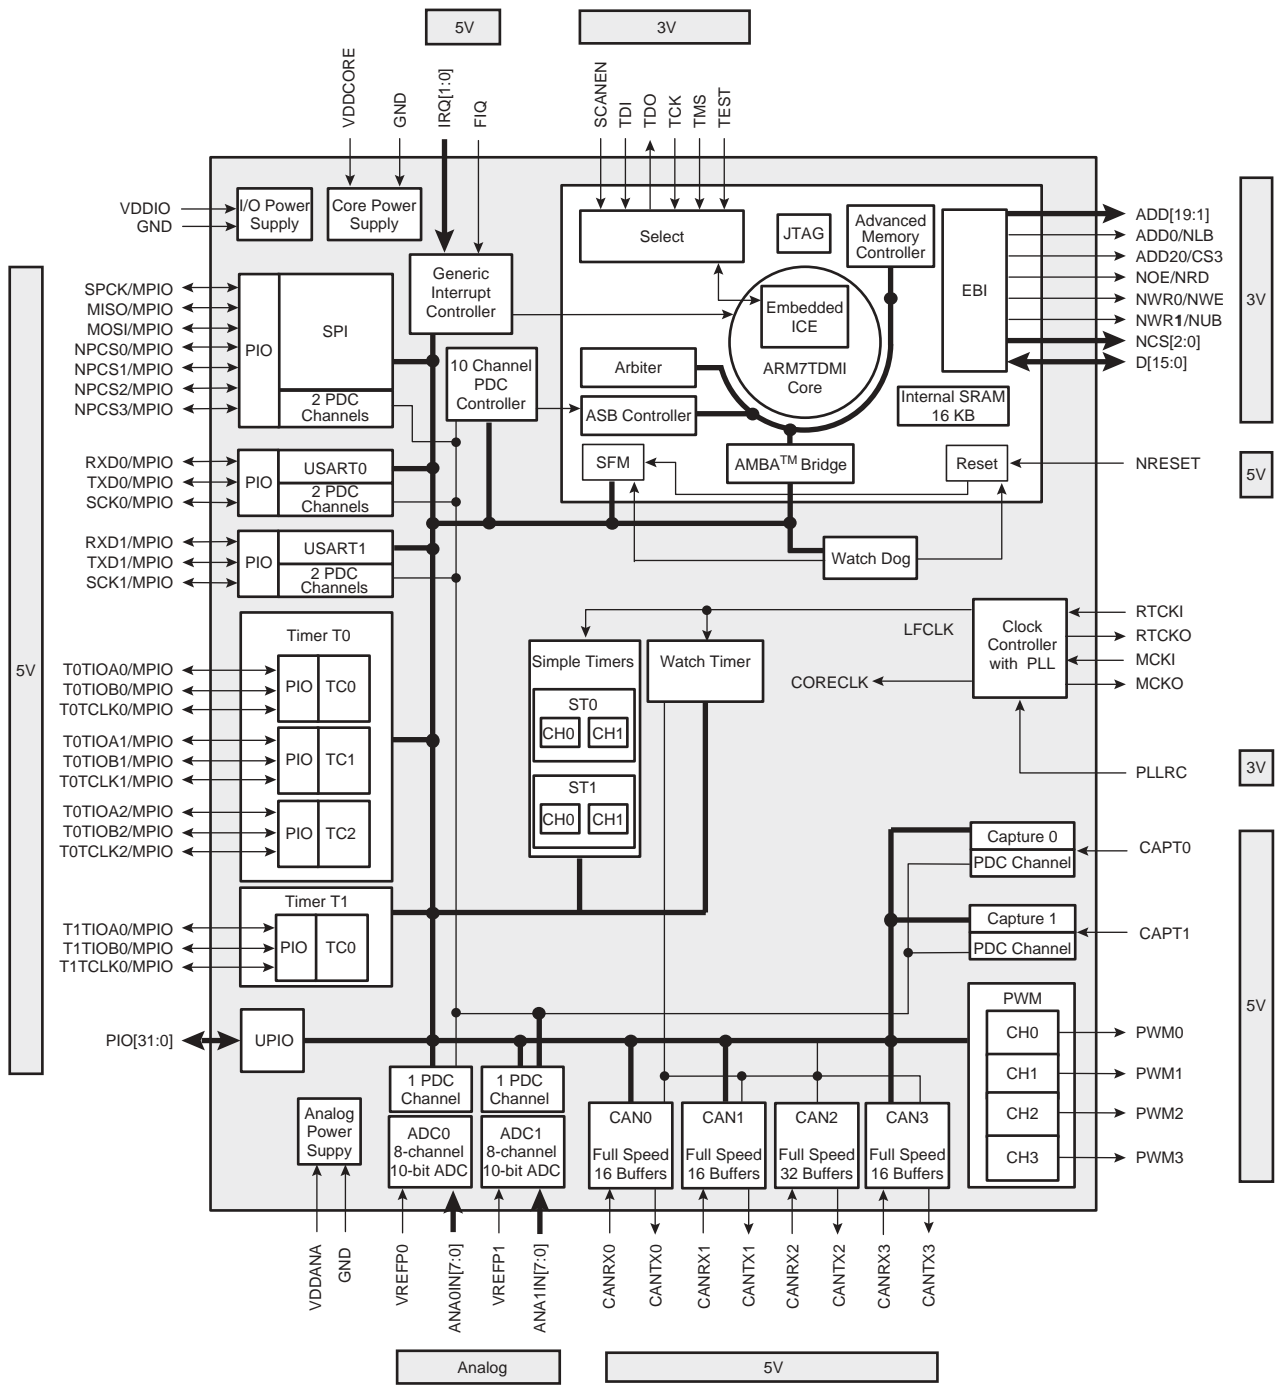 5V
3V
VDDCORE
GND
IRQ[1:0]
FIQ
SCANEN
TDI
TDO
TCK
TMS
TEST
VDDIO
GND
I/O Power
Supply
Core Power
Supply
Generic
Interrupt
Controller
Select
JTAG
Advanced
Memory
Controller
Embedded
ICE
ARM7TDMI
Core
EBI
ADD[19:1]
ADD0/NLB
ADD20/CS3
NOE/NRD
NWR0/NWE
NWR1/NUB
NCS[2:0]
D[15:0]
3V
5V
SPCK/MPIO
MISO/MPIO
MOSI/MPIO
NPCS0/MPIO
NPCS1/MPIO
NPCS2/MPIO
NPCS3/MPIO
PIO
SPI
2 PDC
Channels
10 Channel
PDC
Controller
Arbiter
ASB Controller
Internal SRAM
16 KB
SFM
AMBA™ Bridge
Reset
NRESET
5V
RXD0/MPIO
TXD0/MPIO
SCK0/MPIO
PIO
USART0
2 PDC
Channels
RXD1/MPIO
TXD1/MPIO
SCK1/MPIO
PIO
USART1
2 PDC
Channels
Watch Dog
Timer T0
T0TIOA0/MPIO
T0TIOB0/MPIO
T0TCLK0/MPIO
PIO
TC0
T0TIOA1/MPIO
T0TIOB1/MPIO
T0TCLK1/MPIO
PIO
TC1
T0TIOA2/MPIO
T0TIOB2/MPIO
T0TCLK2/MPIO
PIO
TC2
Simple Timers
ST0
CH0
CH1
ST1
CH0
CH1
Watch Timer
LFCLK
CORECLK
Clock
Controller
with PLL
RTCKI
RTCKO
MCKI
MCKO
PLLRC
3V
Timer T1
T1TIOA0/MPIO
T1TIOB0/MPIO
T1TCLK0/MPIO
PIO
TC0
Capture 0
PDC Channel
CAPT0
Capture 1
PDC Channel
CAPT1
5V
PIO[31:0]
UPIO
PWM
CH0
CH1
CH2
CH3
PWM0
PWM1
PWM2
PWM3
Analog
Power
Suppy
1 PDC
Channel
ADC0
8-channel
10-bit ADC
1 PDC
Channel
ADC1
8-channel
10-bit ADC
CAN0
Full Speed
16 Buffers
CAN1
Full Speed
16 Buffers
CAN2
Full Speed
32 Buffers
CAN3
Full Speed
16 Buffers
VDDANA
GND
VREFP0
ANA0IN[7:0]
VREFP1
ANA1IN[7:0]
CANRX0
CANTX0
CANRX1
CANTX1
CANRX2
CANTX2
CANRX3
CANTX3
Analog
5V